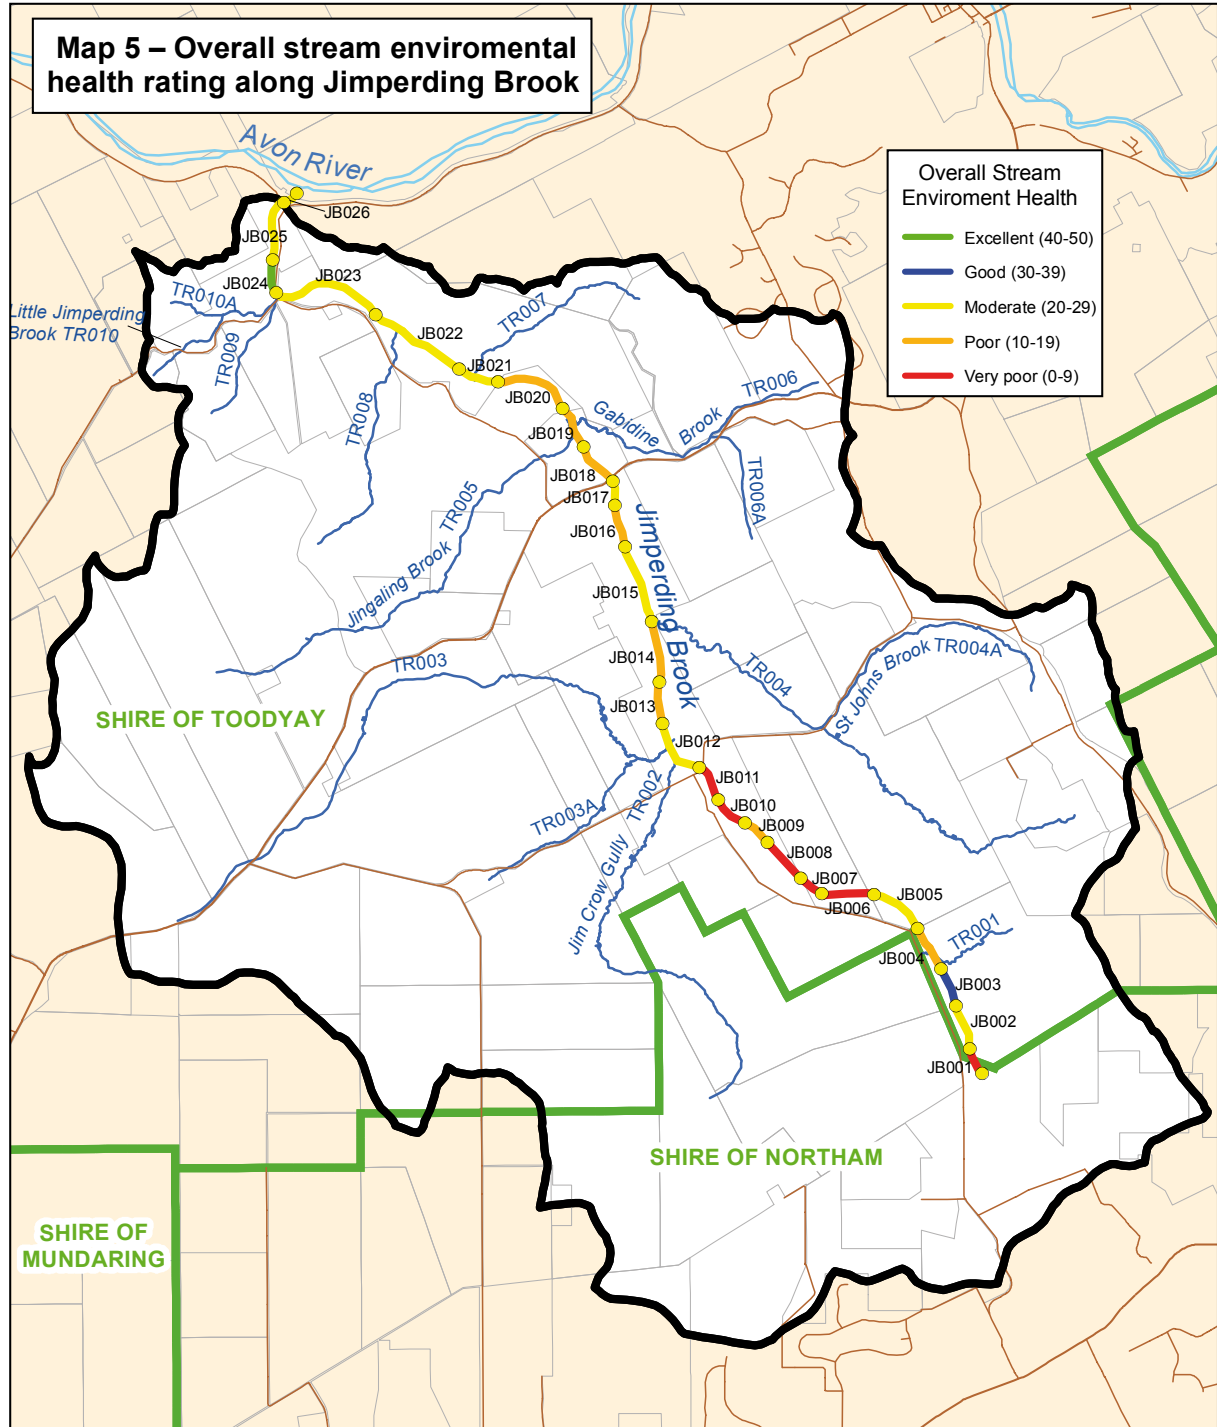 Map 5 – Overall stream enviromental
health rating along Jimperding Brook
Avon River
Overall Stream
Enviroment Health
Excellent (40-50)
Good (30-39)
Moderate (20-29)
Poor (10-19)
Very poor (0-9)
JB026
JB025
JB024
JB023
TR010A
Little Jimperding
Brook TR010
TR009
TR007
JB022
JB021
TR008
JB020
TR006
Gabidine
Brook
JB019
JB018
TR006A
JB017
JB016
TR005
Jingaling Brook
Jimperding Brook
JB015
TR003
JB014
TR004
St Johns Brook TR004A
SHIRE OF TOODYAY
JB013
JB012
JB011
TR002
TR003A
JB010
JB009
JB008
Jim Crow Gully
JB007
JB006
JB005
TR001
JB004
JB003
JB002
JB001
SHIRE OF NORTHAM
SHIRE OF
MUNDARING